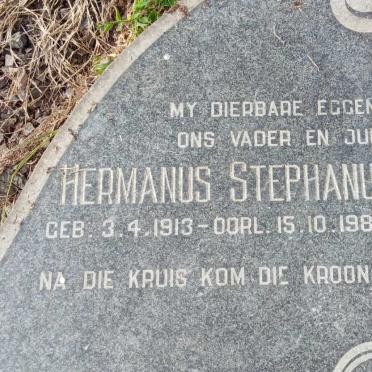 MY DIERBARE EGGEN
ONS VADER EN
HERMANUS STEPHANU
GEB. 3.4.1913 - OORL. 15.10.198
NA DIE KRUIS KOM DIE KROON